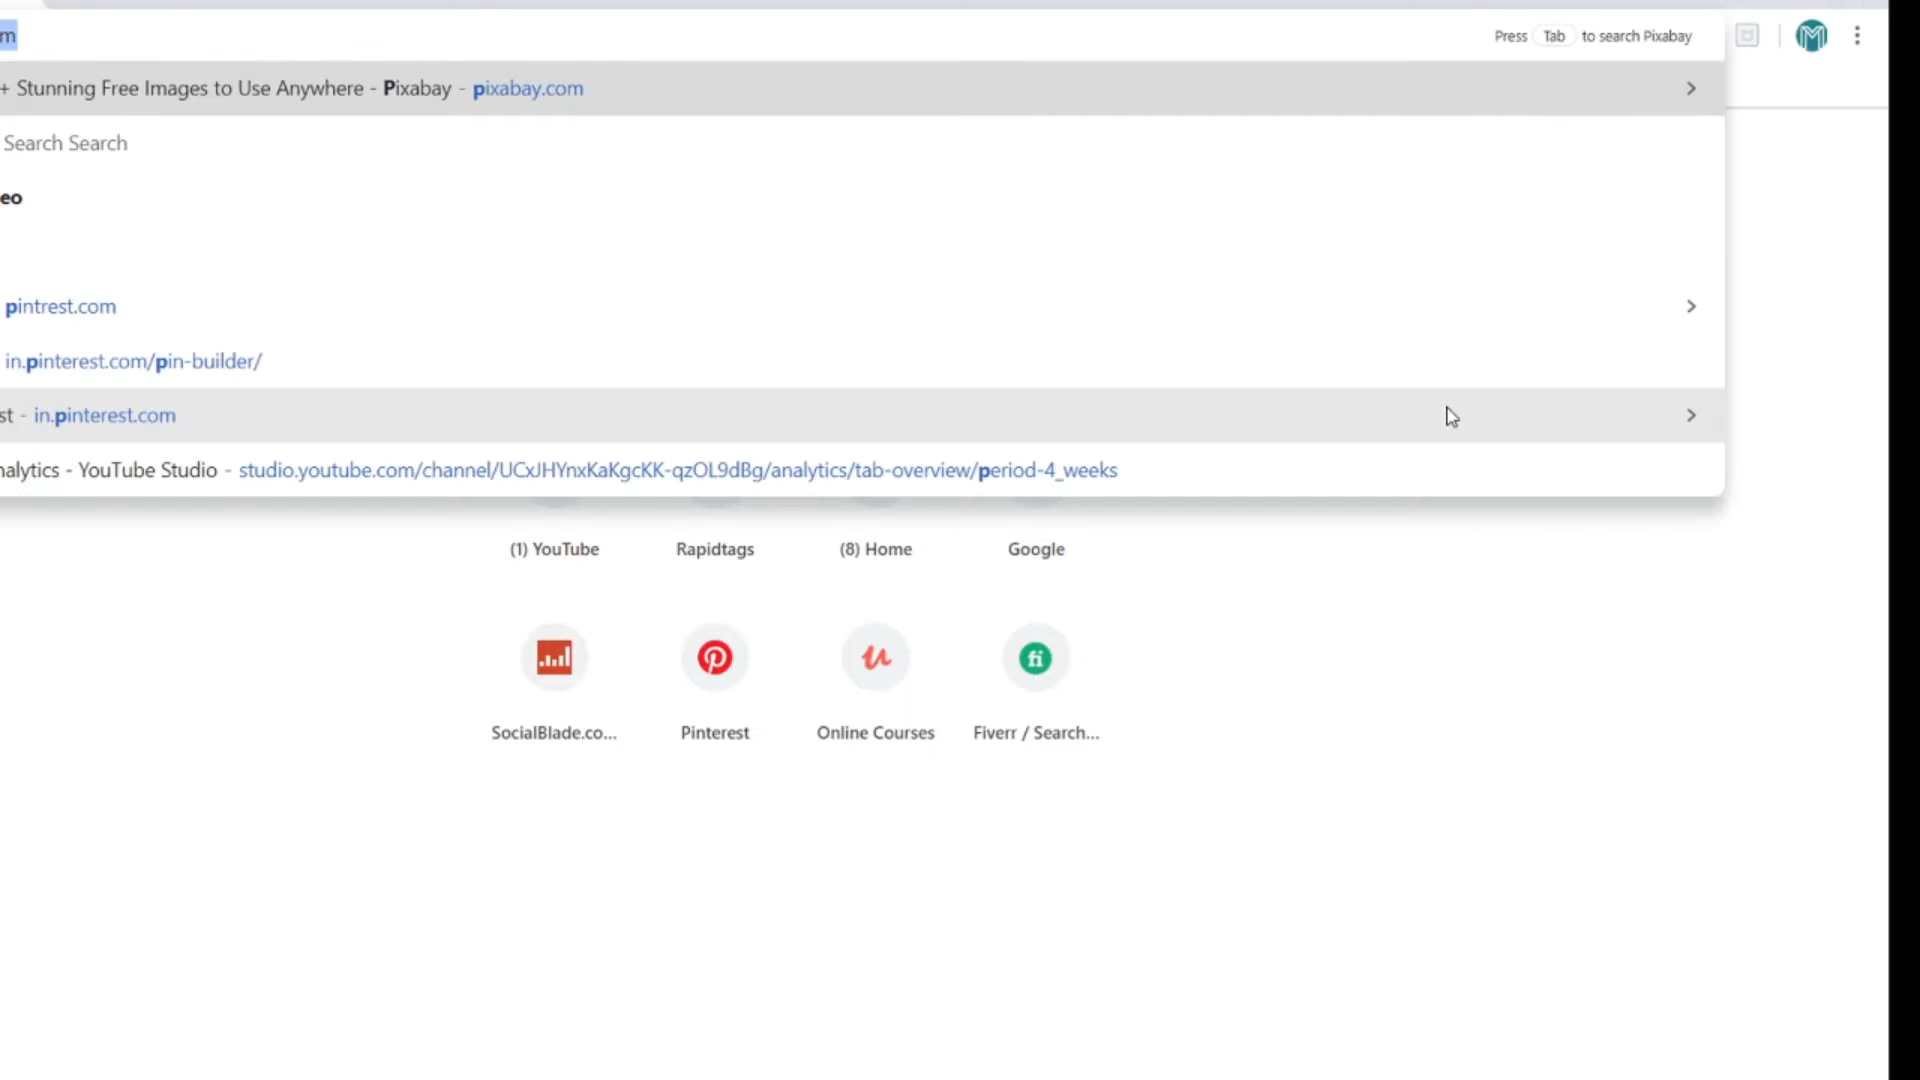 m
Press Tab to search Pixabay
+ Stunning Free Images to Use Anywhere - Pixabay - pixabay.com
Search Search
eo
pintrest.com
in.pinterest.com/pin-builder/
st - in.pinterest.com
nalytics - YouTube Studio - studio.youtube.com/channel/UCxJHYnxKaKgcKK-qzOL9dBg/analytics/tab-overview/period-4_weeks
(1) YouTube
Rapidtags
(8) Home
Google
SocialBlade.co...
Pinterest
Online Courses
Fiverr / Search...